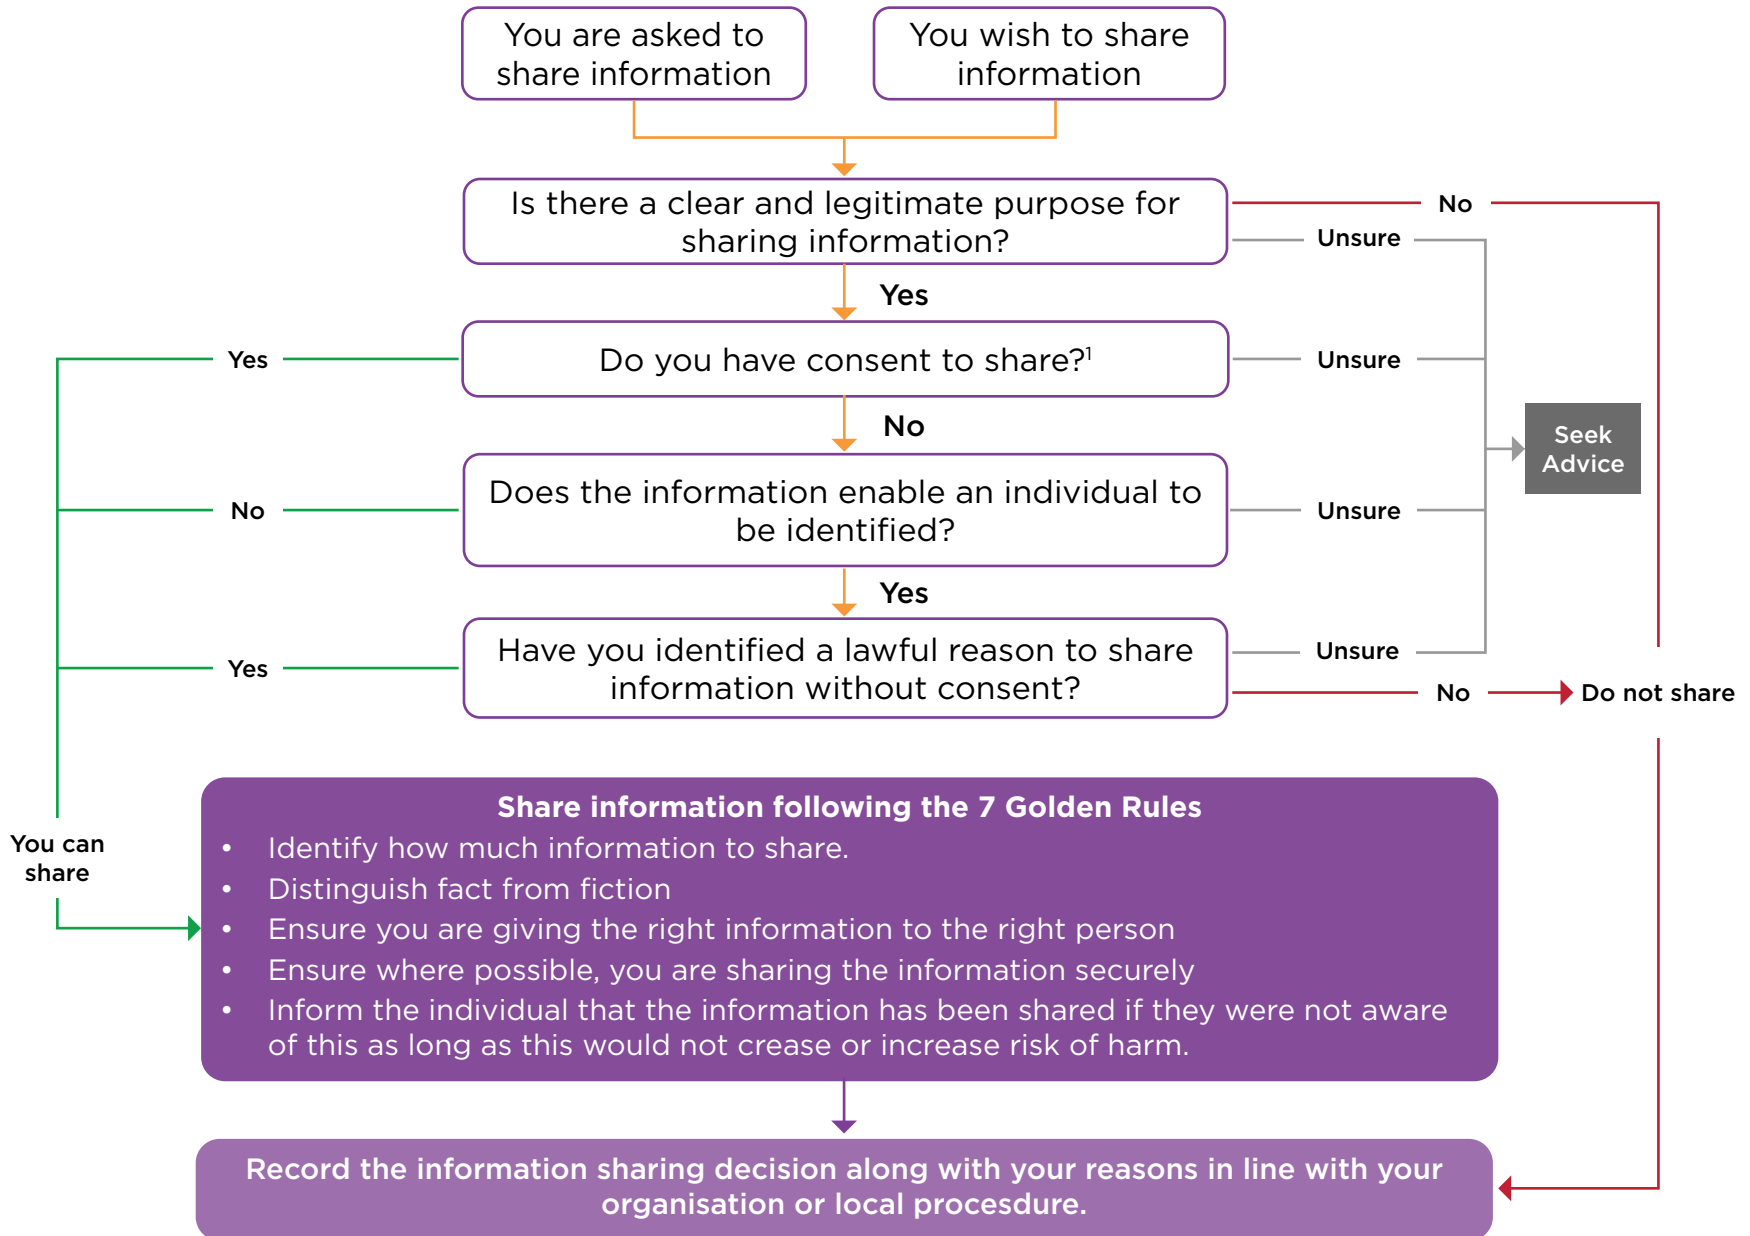 You are asked to
share information
You wish to share
information
Is there a clear and legitimate purpose for
sharing information?
No
Unsure
Yes
Yes
Do you have consent to share?¹
Unsure
No
Seek
Advice
No
Does the information enable an individual to
be identified?
Unsure
Yes
Yes
Have you identified a lawful reason to share
information without consent?
Unsure
No
Do not share
You can
share
Share information following the 7 Golden Rules
• Identify how much information to share.
• Distinguish fact from fiction
• Ensure you are giving the right information to the right person
• Ensure where possible, you are sharing the information securely
• Inform the individual that the information has been shared if they were not aware
of this as long as this would not crease or increase risk of harm.
Record the information sharing decision along with your reasons in line with your
organisation or local procesdure.